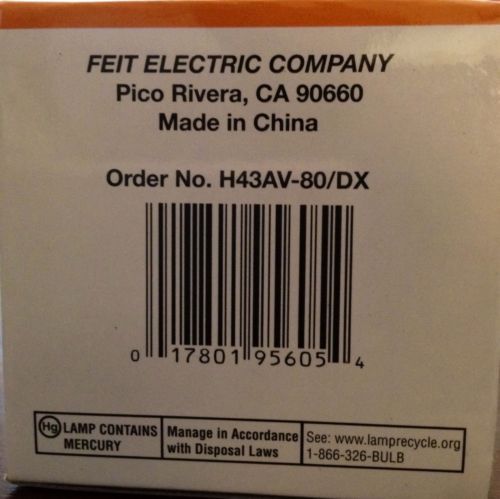 FEIT ELECTRIC COMPANY
Pico Rivera, CA 90660
Made in China
Order No. H43AV-80/DX
0 17801 95605 4
Hg LAMP CONTAINS MERCURY
Manage in Accordance with Disposal Laws
See: www.lamprecycle.org
1-866-326-BULB